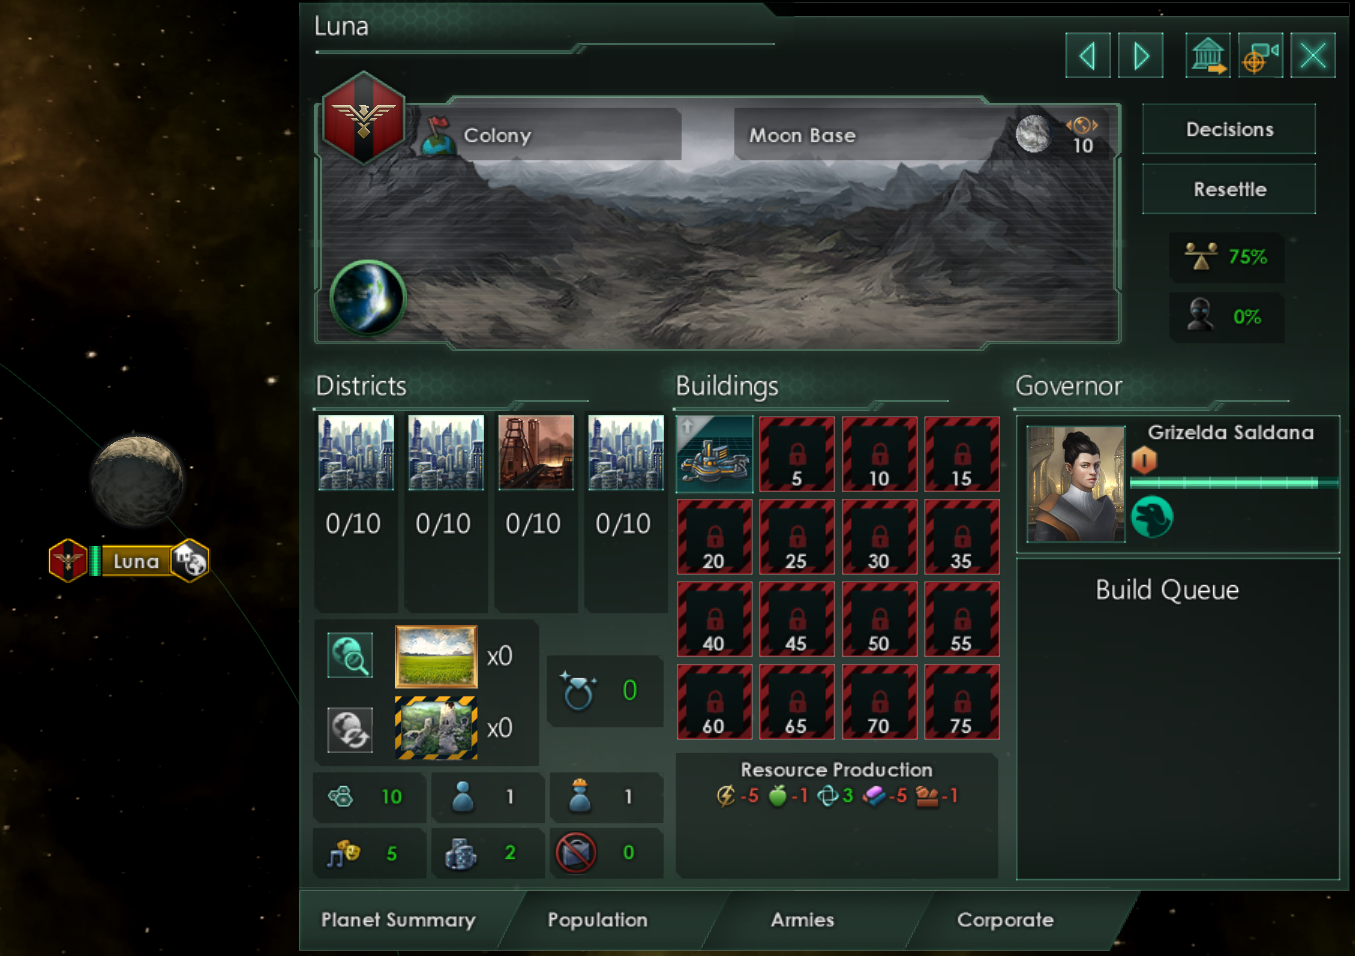 Luna
Colony
Moon Base
10
Decisions
Resettle
75%
0%
Districts
Buildings
Governor
0/10
0/10
0/10
0/10
5
10
15
20
25
30
35
40
45
50
55
60
65
70
75
Grizelda Saldana
I
Build Queue
Luna
x0
x0
0
10
1
1
5
2
0
Resource Production
-5 -1 3 -5 -1
Planet Summary
Population
Armies
Corporate